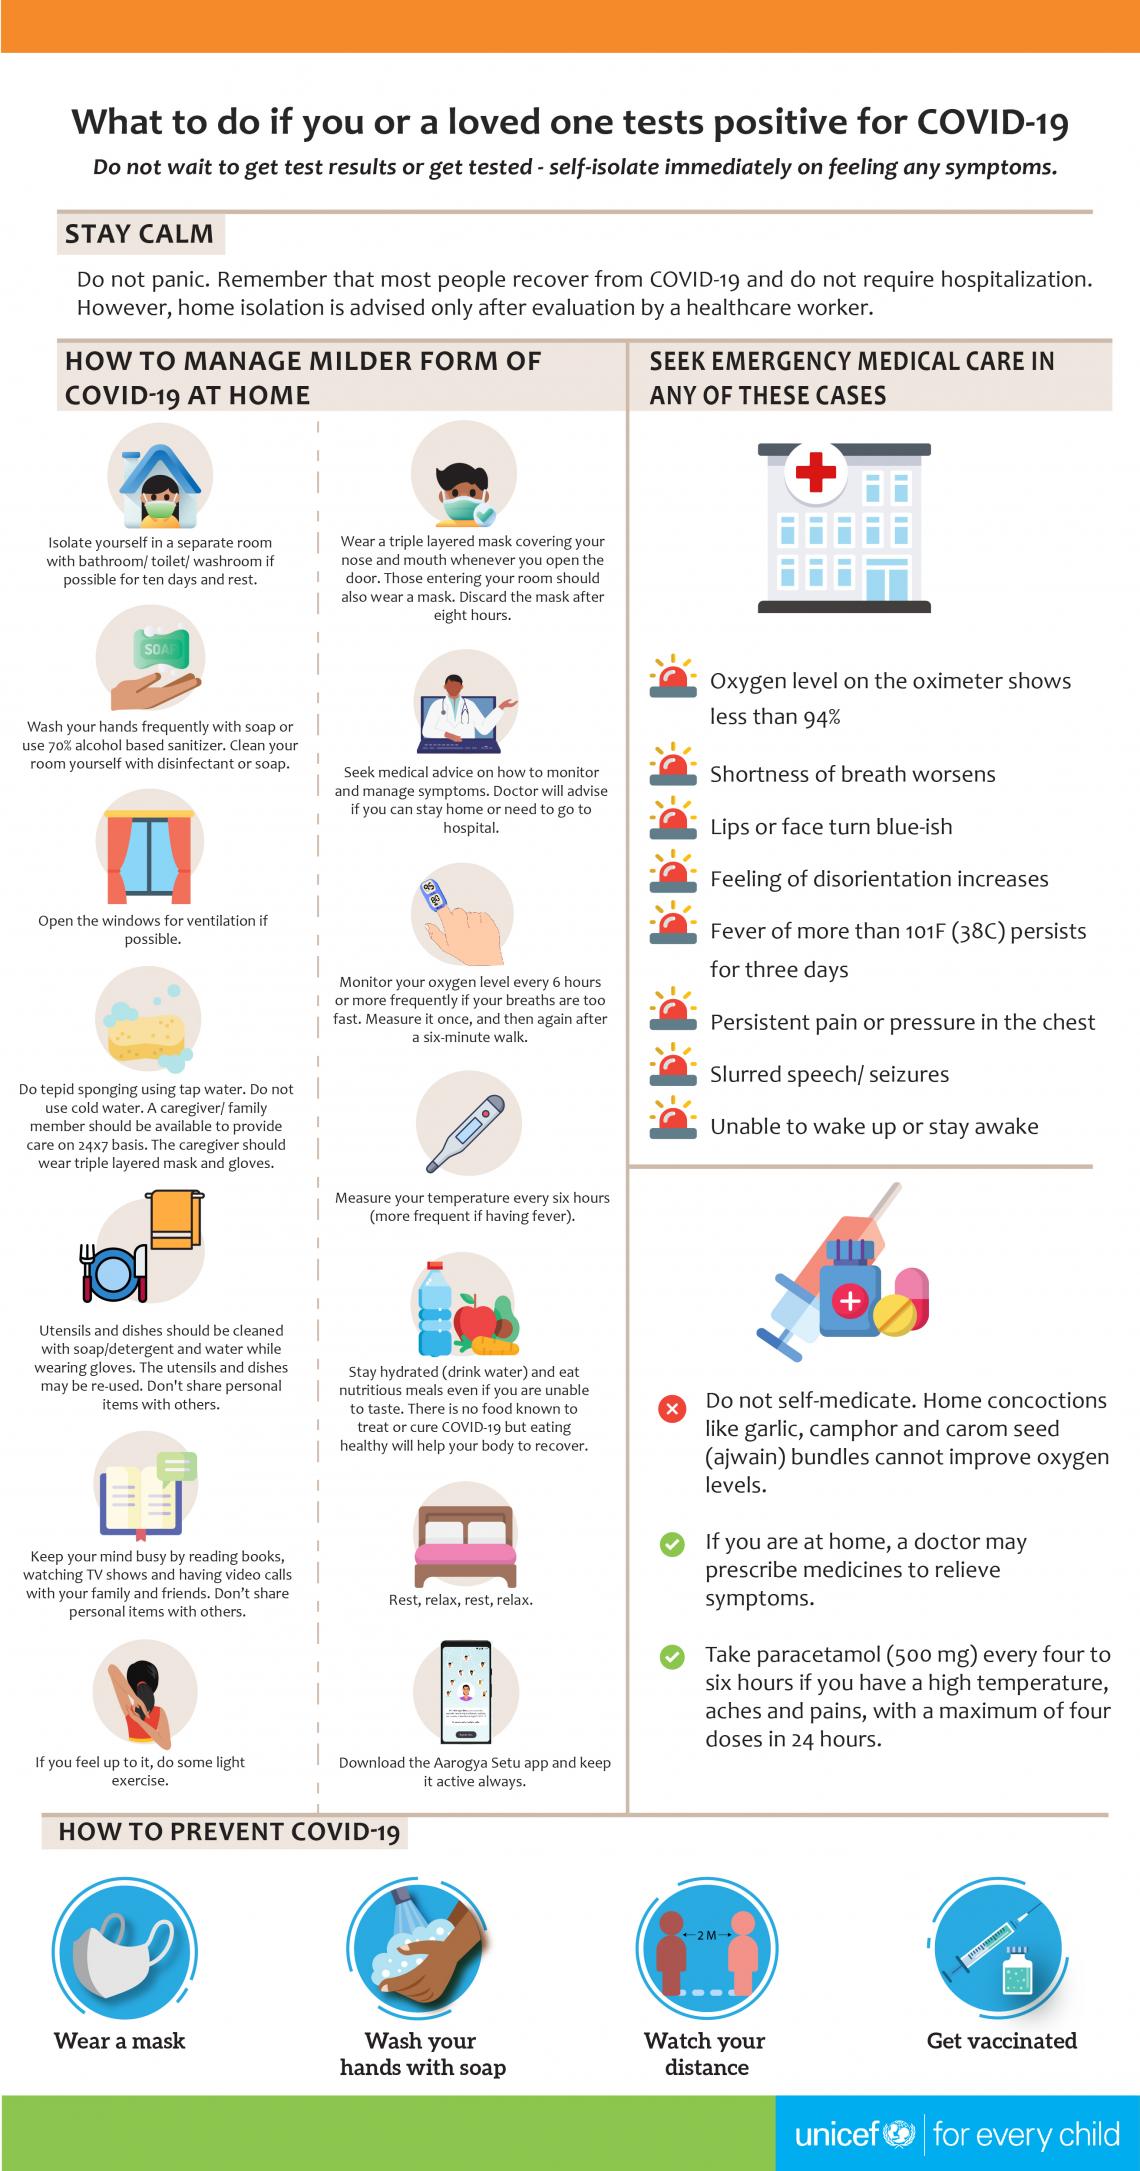 What to do if you or a loved one tests positive for COVID-19
Do not wait to get test results or get tested - self-isolate immediately on feeling any symptoms.
STAY CALM
Do not panic. Remember that most people recover from COVID-19 and do not require hospitalization.
However, home isolation is advised only after evaluation by a healthcare worker.
HOW TO MANAGE MILDER FORM OF
COVID-19 AT HOME
Isolate yourself in a separate room
with bathroom/ toilet/ washroom if
possible for ten days and rest.
SOAP
Wash your hands frequently with soap or
use 70% alcohol based sanitizer. Clean your
room yourself with disinfectant or soap.
Open the windows for ventilation if
possible.
Do tepid sponging using tap water. Do not
use cold water. A caregiver/ family
member should be available to provide
care on 24x7 basis. The caregiver should
wear triple layered mask and gloves.
Utensils and dishes should be cleaned
with soap/detergent and water while
wearing gloves. The utensils and dishes
may be re-used. Don't share personal
items with others.
Keep your mind busy by reading books,
watching TV shows and having video calls
with your family and friends. Don’t share
personal items with others.
If you feel up to it, do some light
exercise.
Wear a triple layered mask covering your
nose and mouth whenever you open the
door. Those entering your room should
also wear a mask. Discard the mask after
eight hours.
Seek medical advice on how to monitor
and manage symptoms. Doctor will advise
if you can stay home or need to go to
hospital.
Monitor your oxygen level every 6 hours
or more frequently if your breaths are too
fast. Measure it once, and then again after
a six-minute walk.
Measure your temperature every six hours
(more frequent if having fever).
Stay hydrated (drink water) and eat
nutritious meals even if you are unable
to taste. There is no food known to
treat or cure COVID-19 but eating
healthy will help your body to recover.
Rest, relax, rest, relax.
Download the Aarogya Setu app and keep
it active always.
SEEK EMERGENCY MEDICAL CARE IN
ANY OF THESE CASES
Oxygen level on the oximeter shows
less than 94%
Shortness of breath worsens
Lips or face turn blue-ish
Feeling of disorientation increases
Fever of more than 101F (38C) persists
for three days
Persistent pain or pressure in the chest
Slurred speech/ seizures
Unable to wake up or stay awake
Do not self-medicate. Home concoctions
like garlic, camphor and carom seed
(ajwain) bundles cannot improve oxygen
levels.
If you are at home, a doctor may
prescribe medicines to relieve
symptoms.
Take paracetamol (500 mg) every four to
six hours if you have a high temperature,
aches and pains, with a maximum of four
doses in 24 hours.
HOW TO PREVENT COVID-19
Wear a mask
Wash your
hands with soap
2 M
Watch your
distance
Get vaccinated
unicef for every child